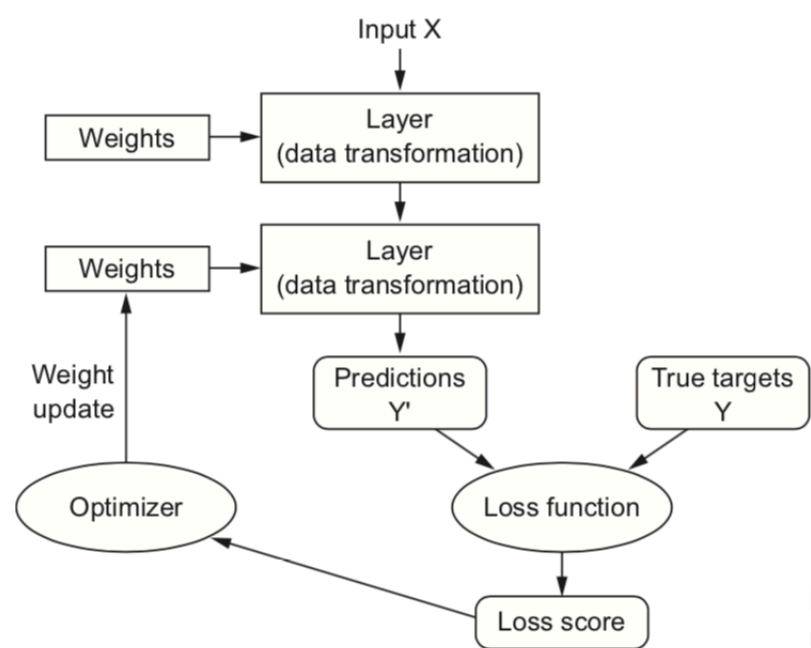 Input X
Weights
Layer
(data transformation)
Weights
Layer
(data transformation)
Weight
update
Predictions
Y'
True targets
Y
Optimizer
Loss function
Loss score